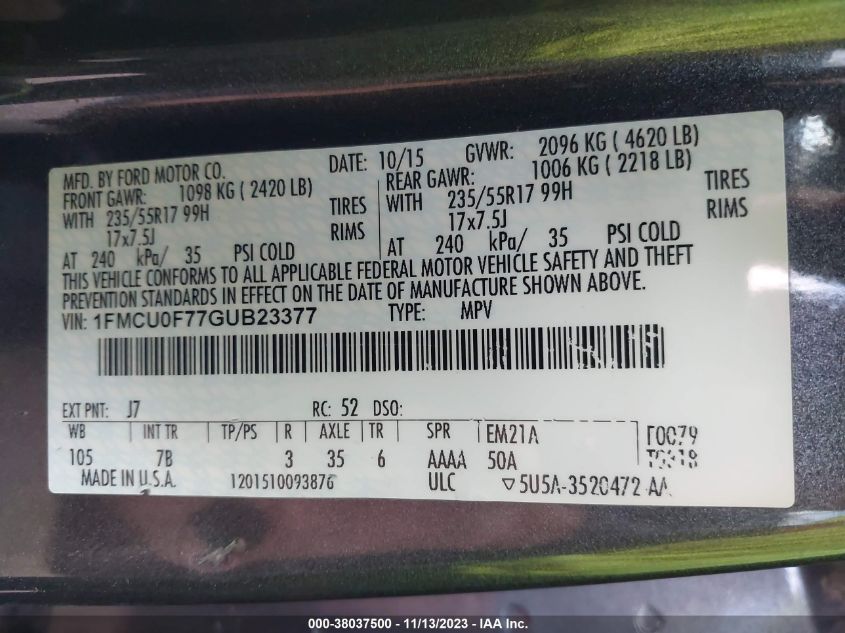 MFD. BY FORD MOTOR CO. DATE: 10/15 GVWR: 2096 KG ( 4620 LB)
FRONT GAWR: 1098 KG ( 2420 LB) REAR GAWR: 1006 KG ( 2218 LB)
WITH 235/55R17 99H TIRES WITH 235/55R17 99H TIRES
17x7.5J RIMS 17x7.5J RIMS
AT 240 kPa/ 35 PSI COLD AT 240 kPa/ 35 PSI COLD
THIS VEHICLE CONFORMS TO ALL APPLICABLE FEDERAL MOTOR VEHICLE SAFETY AND THEFT
PREVENTION STANDARDS IN EFFECT ON THE DATE OF MANUFACTURE SHOWN ABOVE.
VIN: 1FMCU0F77GUB23377 TYPE: MPV
EXT PNT: J7 RC: 52 DSO:
WB INT TR TP/PS R AXLE TR SPR EM21A
105 7B 3 35 6 AAAA 50A
MADE IN U.S.A. 1201510093876 ULC ▽5U5A-3520472 AA
000-38037500 - 11/13/2023 - IAA Inc.